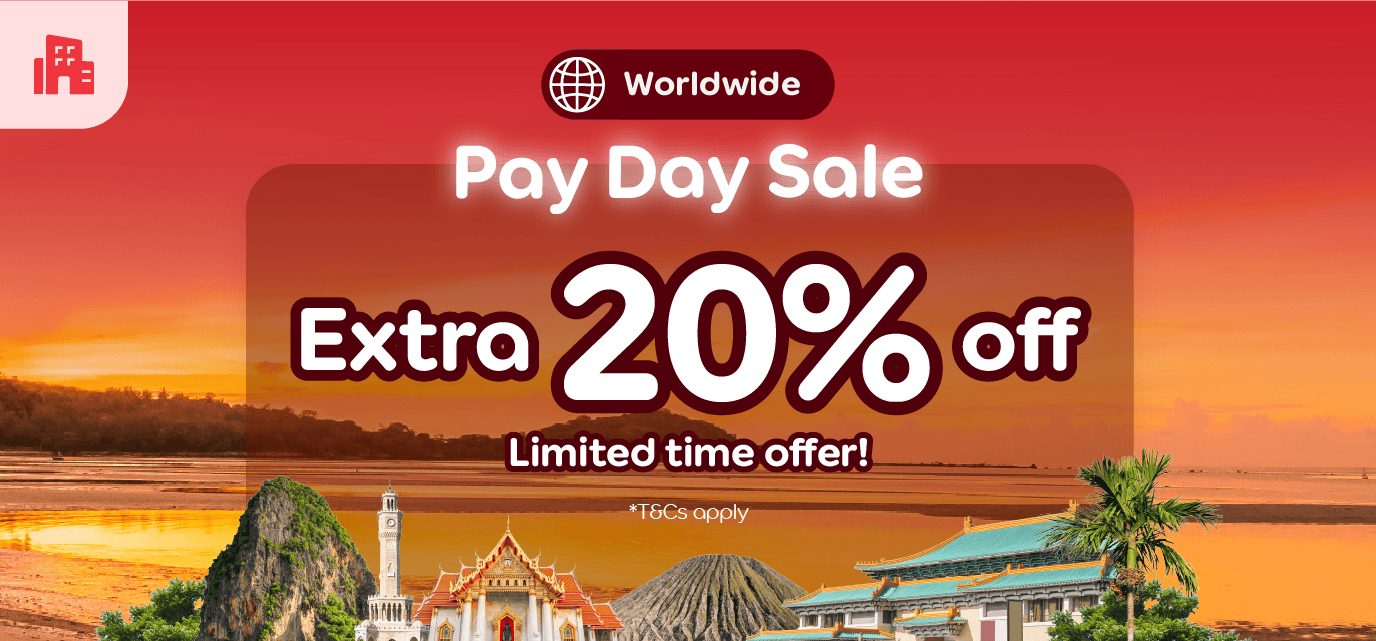 Worldwide
Pay Day Sale
Extra 20% off
Limited time offer!
*T&Cs apply